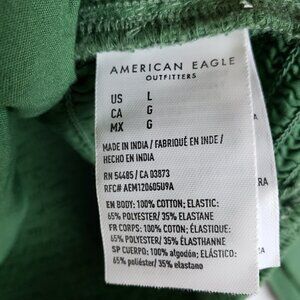 AMERICAN EAGLE
OUTFITTERS
US L
CA G
MX G
MADE IN INDIA / FABRIQUÉ EN INDE /
HECHO EN INDIA
RN 54485 / CA 03873
RFC# AEM120605U9A
EN BODY: 100% COTTON; ELASTIC:
65% POLYESTER/ 35% ELASTANE
FR CORPS: 100% COTON; ÉLASTIQUE:
65% POLYESTER/ 35% ÉLASTHANNE
SP CUERPO: 100% ALGODÓN; ELÁSTICO:
65% poliéster/ 35% elastano